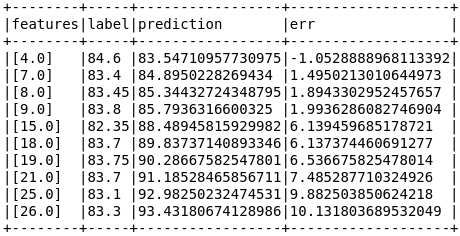 +--------+-----+-----------------+-------------------+
|features|label|prediction       |err                |
+--------+-----+-----------------+-------------------+
|[4.0]   |84.6 |83.54710957730975|-1.0528888968113392|
|[7.0]   |83.4 |84.8950228269434 |1.4950213010644973 |
|[8.0]   |83.45|85.34432724348795|1.8943302952457657 |
|[9.0]   |83.8 |85.7936316600325 |1.9936286082746904 |
|[15.0]  |82.35|88.48945815929982|6.139459685178721  |
|[18.0]  |83.7 |89.83737140893346|6.137374460691277  |
|[19.0]  |83.75|90.28667582547801|6.536675825478014  |
|[21.0]  |83.7 |91.18528465856711|7.485287710324926  |
|[25.0]  |83.1 |92.98250232474531|9.882503850624218  |
|[26.0]  |83.3 |93.43180674128986|10.131803689532049 |
+--------+-----+-----------------+-------------------+